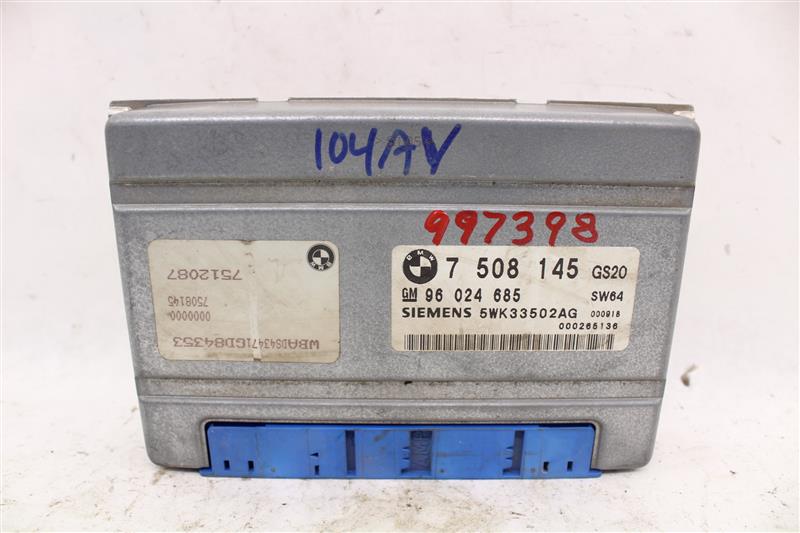 104AV
997398
BMW 7 508 145 GS20
GM 96 024 685 SW64
SIEMENS 5WK33502AG 000918
000265136
BMW
7512087
7508145
0000000